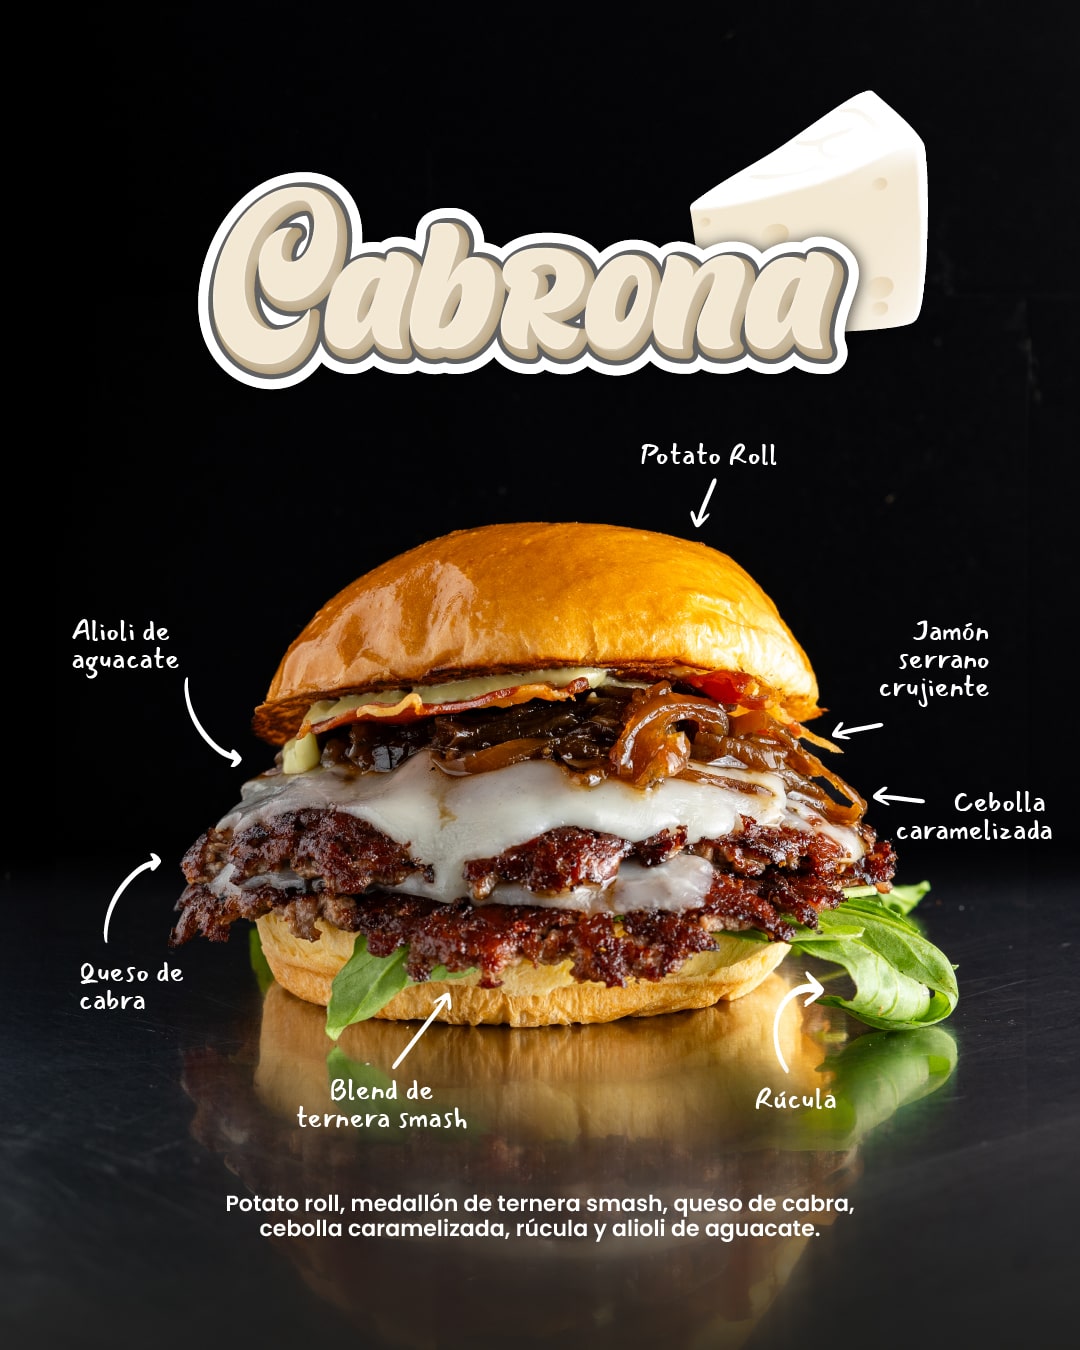 Cabrona
Potato Roll
Alioli de
aguacate
Jamón
serrano
crujiente
Cebolla
caramelizada
Queso de
cabra
Blend de
ternera smash
Rúcula
Potato roll, medallón de ternera smash, queso de cabra,
cebolla caramelizada, rúcula y alioli de aguacate.